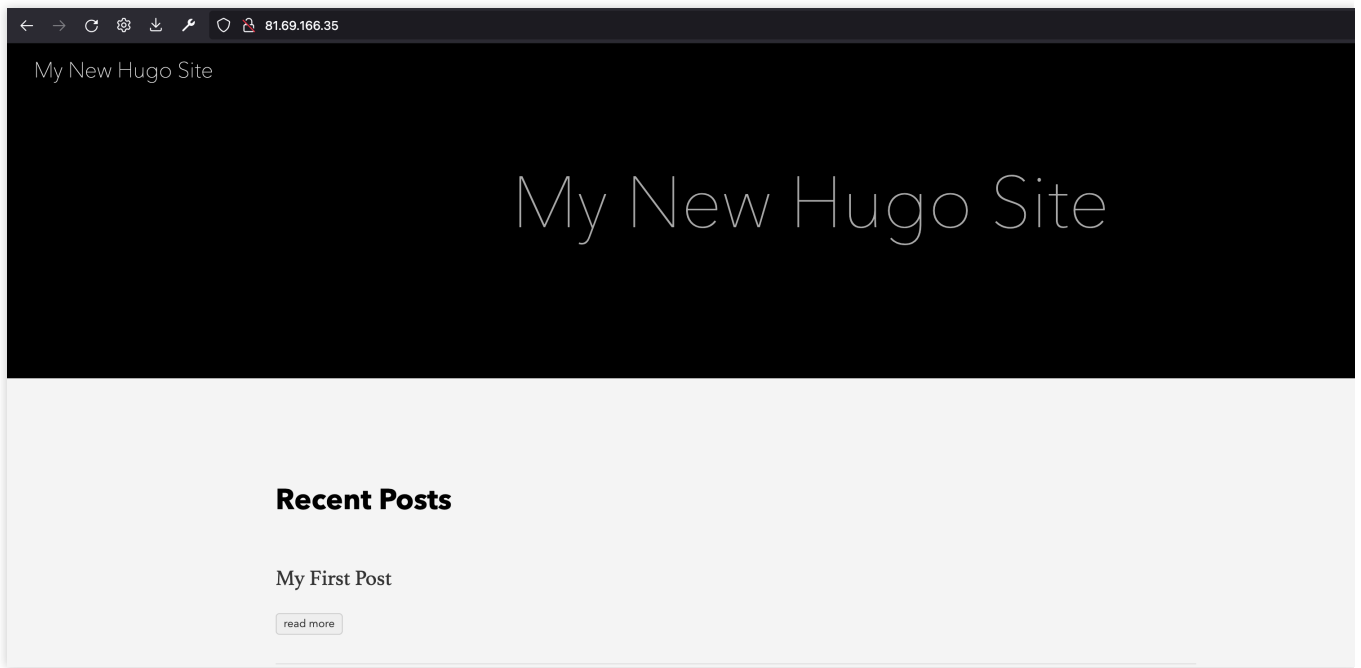 81.69.166.35
My New Hugo Site
My New Hugo Site
Recent Posts
My First Post
read more